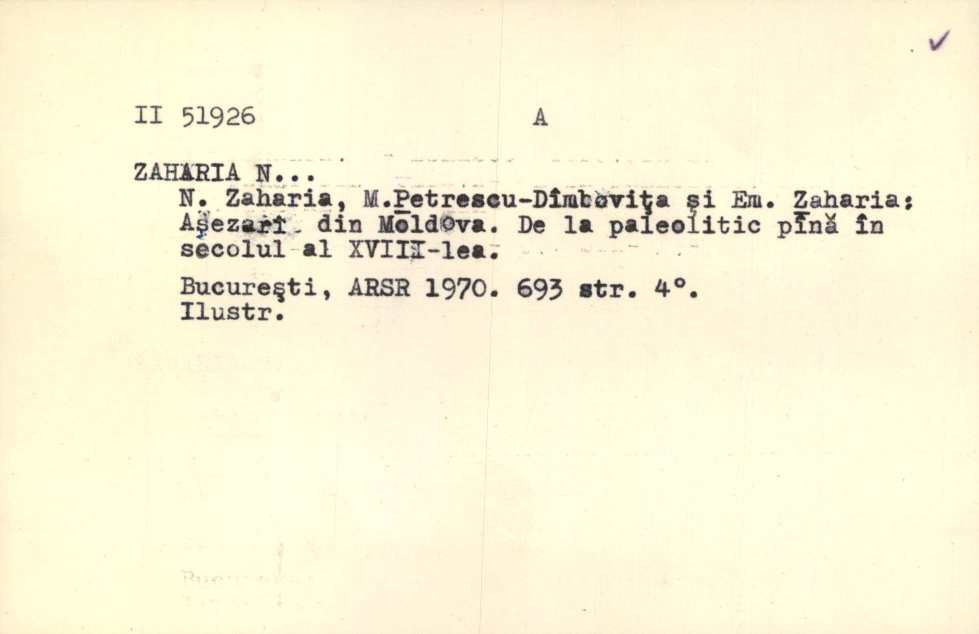 II 51926 A
ZAHARIA N...
N. Zaharia, M.Petrescu-Dîmbovița și Em. Zaharia:
Așezări din Moldova. De la paleolitic pînă în
secolul al XVIII-lea.
București, ARSR 1970. 693 str. 4°.
Ilustr.